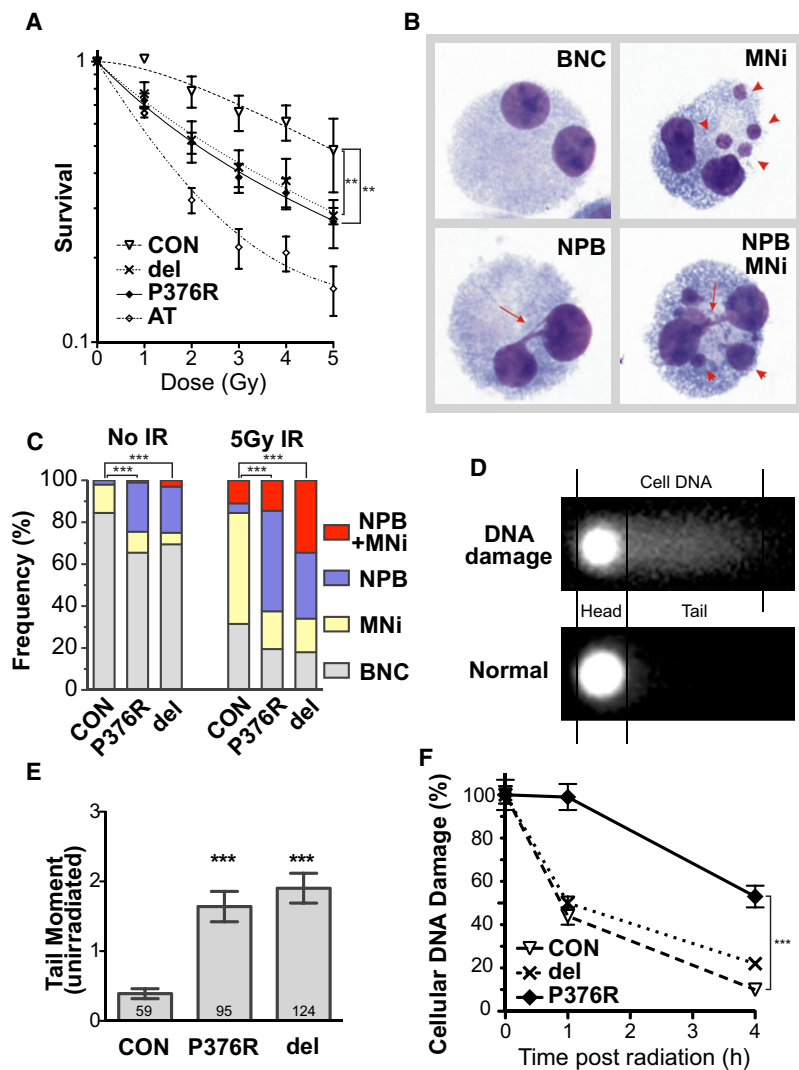 A
1
0.1
Survival
**
**
CON
del
P376R
AT
0 1 2 3 4 5
Dose (Gy)
B
BNC
MNi
NPB
NPB
MNi
C
No IR
5Gy IR
***
***
***
***
Frequency (%)
100
80
60
40
20
0
CON
P376R
del
CON
P376R
del
NPB
+MNi
NPB
MNi
BNC
D
Cell DNA
DNA
damage
Head
Tail
Normal
E
Tail Moment
(unirradiated)
3
2
1
0
***
***
59
95
124
CON
P376R
del
F
Cellular DNA Damage (%)
100
80
60
40
20
0
***
CON
del
P376R
0 1 2 3 4
Time post radiation (h)